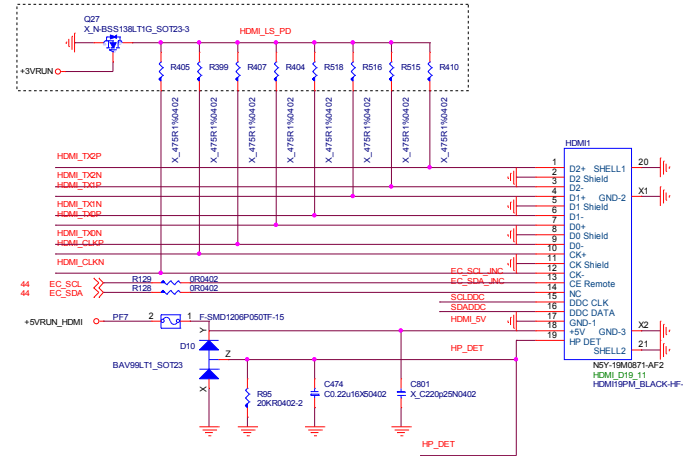 Q27
X_N-BSS138LT1G_SOT23-3
HDMI_LS_PD
+3VRUN
R405
R399
R407
R404
R518
R516
R515
R410
X_475R1%0402
X_475R1%0402
X_475R1%0402
X_475R1%0402
X_475R1%0402
X_475R1%0402
X_475R1%0402
X_475R1%0402
HDMI1
HDMI_TX2P
HDMI_TX2N
HDMI_TX1P
HDMI_TX1N
HDMI_TX0P
HDMI_TX0N
HDMI_CLKP
HDMI_CLKN
1 D2+ SHELL1 20
2 D2 Shield
3 D2-
4 D1+ GND-2 X1
5 D1 Shield
6 D1-
7 D0+
8 D0 Shield
9 D0-
10 CK+
11 CK Shield
12 CK-
13 CE Remote
14 NC
15 DDC CLK
16 DDC DATA
17 GND-1
18 +5V GND-3 X2
19 HP DET
SHELL2 21
EC_SCL_INC
EC_SDA_INC
44 EC_SCL R129 0R0402
44 EC_SDA R128 0R0402
SCLDDC
SDADDC
HDMI_5V
+5VRUN_HDMI PF7 2 1 F-SMD1206P050TF-15
Y
D10
Z
HP_DET
BAV99LT1_SOT23
X
R95
20KR0402-2
C474
C0.22u16X50402
C801
X_C220p25N0402
N5Y-19M0871-AF2
HDMI_D19_11
HDMI19PM_BLACK-HF-
HP_DET